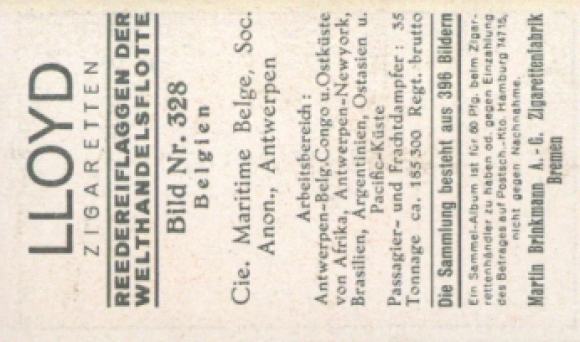 LLOYD
ZIGARETTEN
REEDEREIFLAGGEN DER
WELTHANDELSFLOTTE
Bild Nr. 328
Belgien
Cie. Maritime Belge, Soc.
Anon., Antwerpen
Arbeitsbereich:
Antwerpen-Belg.Congo u.Ostküste
von Afrika, Antwerpen-Newyork,
Brasilien, Argentinien, Ostasien u.
Pacific-Küste
Passagier- und Frachtdampfer: 35
Tonnage ca. 185300 Regt. brutto
Die Sammlung besteht aus 396 Bildern
Ein Sammel-Album ist für 60 Pfg. beim Zigar-
rettenhändler zu haben od. gegen Einzahlung
des Betrages auf Postsch.-Kto. Hamburg 74715,
nicht gegen Nachnahme.
Martin Brinkmann A.-G. Zigarettenfabrik
Bremen